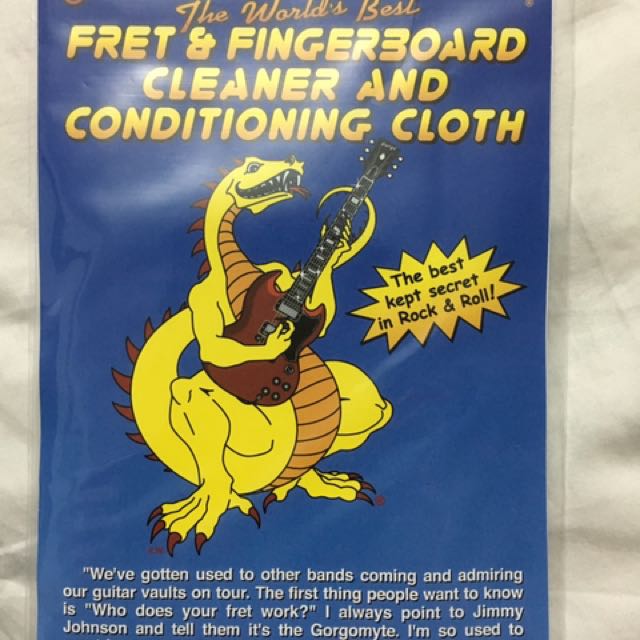 ®
The World's Best
FRET & FINGERBOARD
CLEANER AND
CONDITIONING CLOTH
The best
kept secret
in Rock & Roll!
"We've gotten used to other bands coming and admiring
our guitar vaults on tour. The first thing people want to know
is "Who does your fret work?" I always point to Jimmy
Johnson and tell them it's the Gorgomyte. I'm so used to